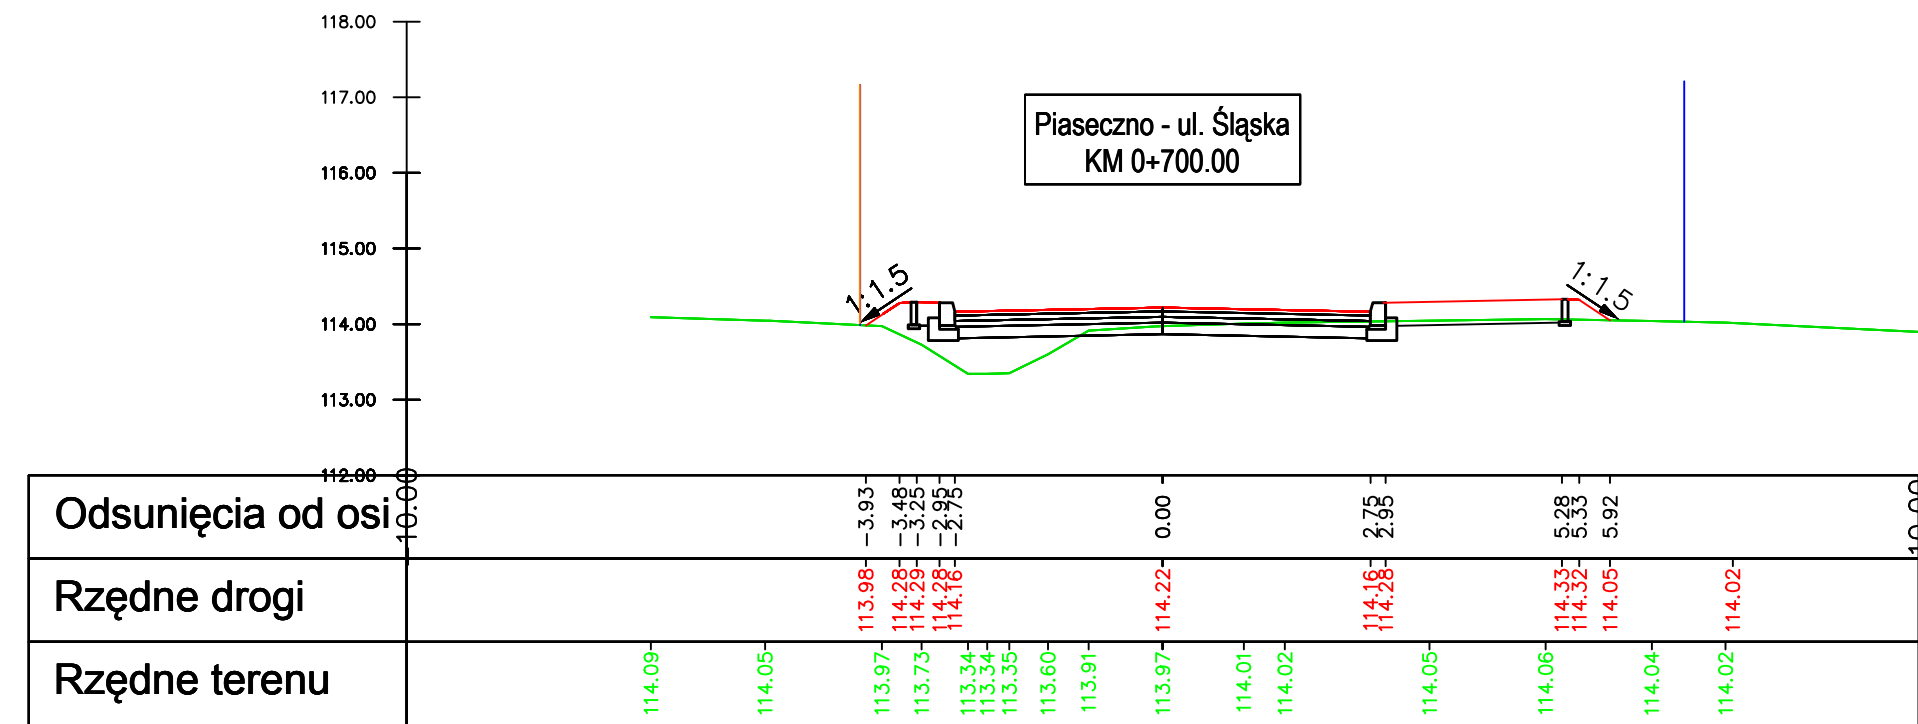 118.00
117.00
116.00
115.00
114.00
113.00
112.00
Piaseczno - ul. Śląska
KM 0+700.00
1:1.5
1:1.5
-10.00
Odsunięcia od osi
-3.93 -3.48 -3.25 -2.95 -2.75 0.00 2.75 2.95 5.28 5.33 5.92
10.00
Rzędne drogi
113.98 114.28 114.29 114.28 114.16 114.22 114.16 114.28 114.33 114.32 114.05 114.02
Rzędne terenu
114.09 114.05 113.97 113.73 113.34 113.34 113.35 113.60 113.91 113.97 114.01 114.02 114.05 114.06 114.04 114.02